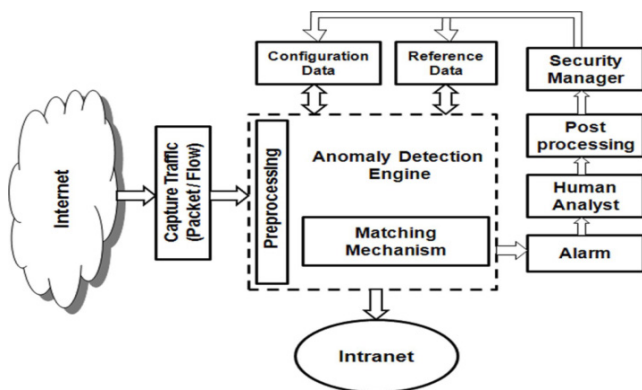 Configuration
Data
Reference
Data
Security
Manager
Post
processing
Human
Analyst
Alarm
Internet
Capture Traffic
(Packet / Flow)
Preprocessing
Anomaly Detection
Engine
Matching
Mechanism
Intranet